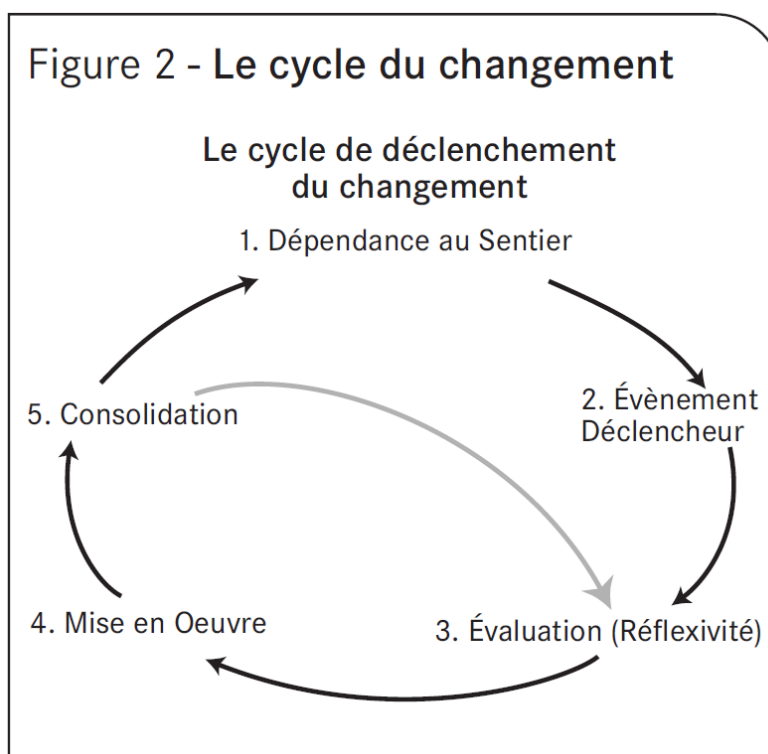 Figure 2 - Le cycle du changement
Le cycle de déclenchement
du changement
1. Dépendance au Sentier
2. Évènement
Déclencheur
3. Évaluation (Réflexivité)
4. Mise en Oeuvre
5. Consolidation